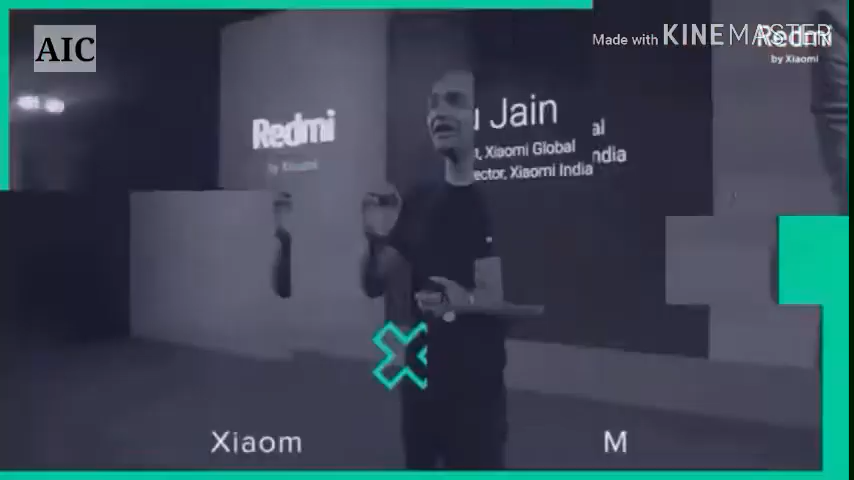 AIC
Made with KINEMASTER
Redmi
by Xiaomi
Redmi
by Xiaomi
Jain
al
, Xiaomi Global
ndia
ector, Xiaomi India
Xiaom
M